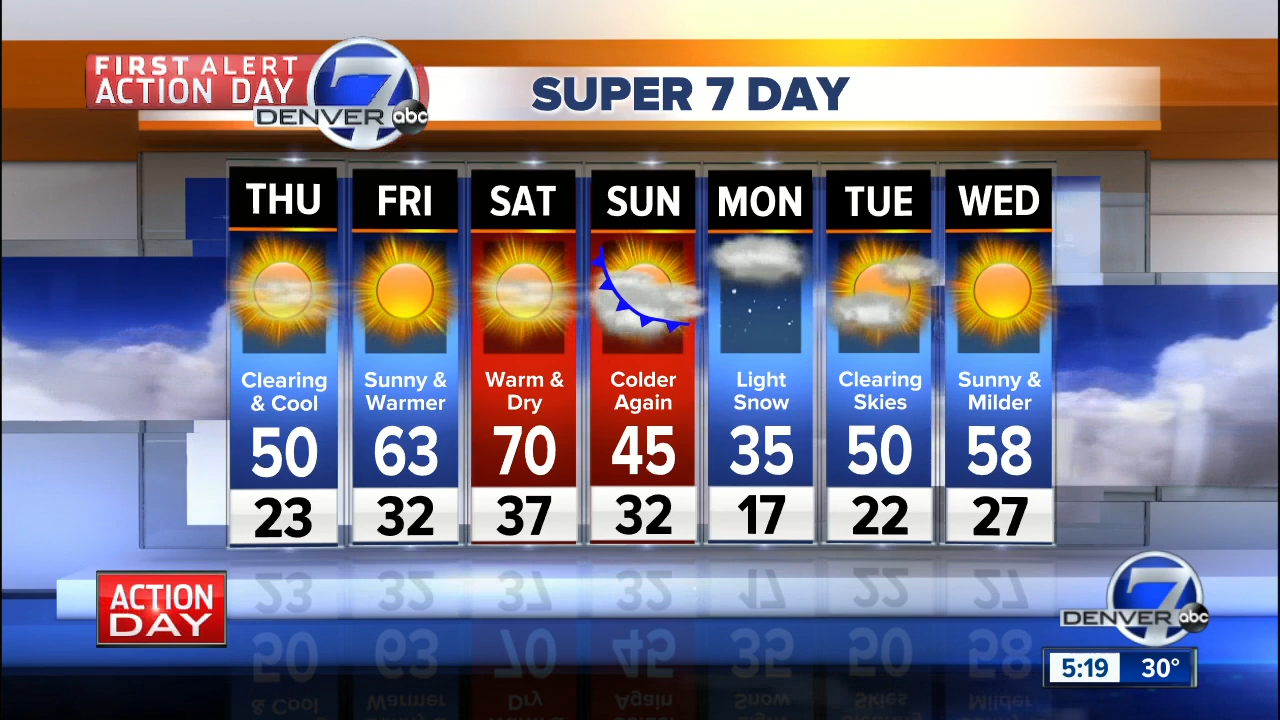 FIRST ALERT
ACTION DAY
7
DENVER abc
SUPER 7 DAY
THU FRI SAT SUN MON TUE WED
Clearing Sunny & Warm & Colder Light Clearing Sunny &
& Cool Warmer Dry Again Snow Skies Milder
50 63 70 45 35 50 58
23 32 37 32 17 22 27
ACTION
DAY
7
DENVER abc
5:19 30°